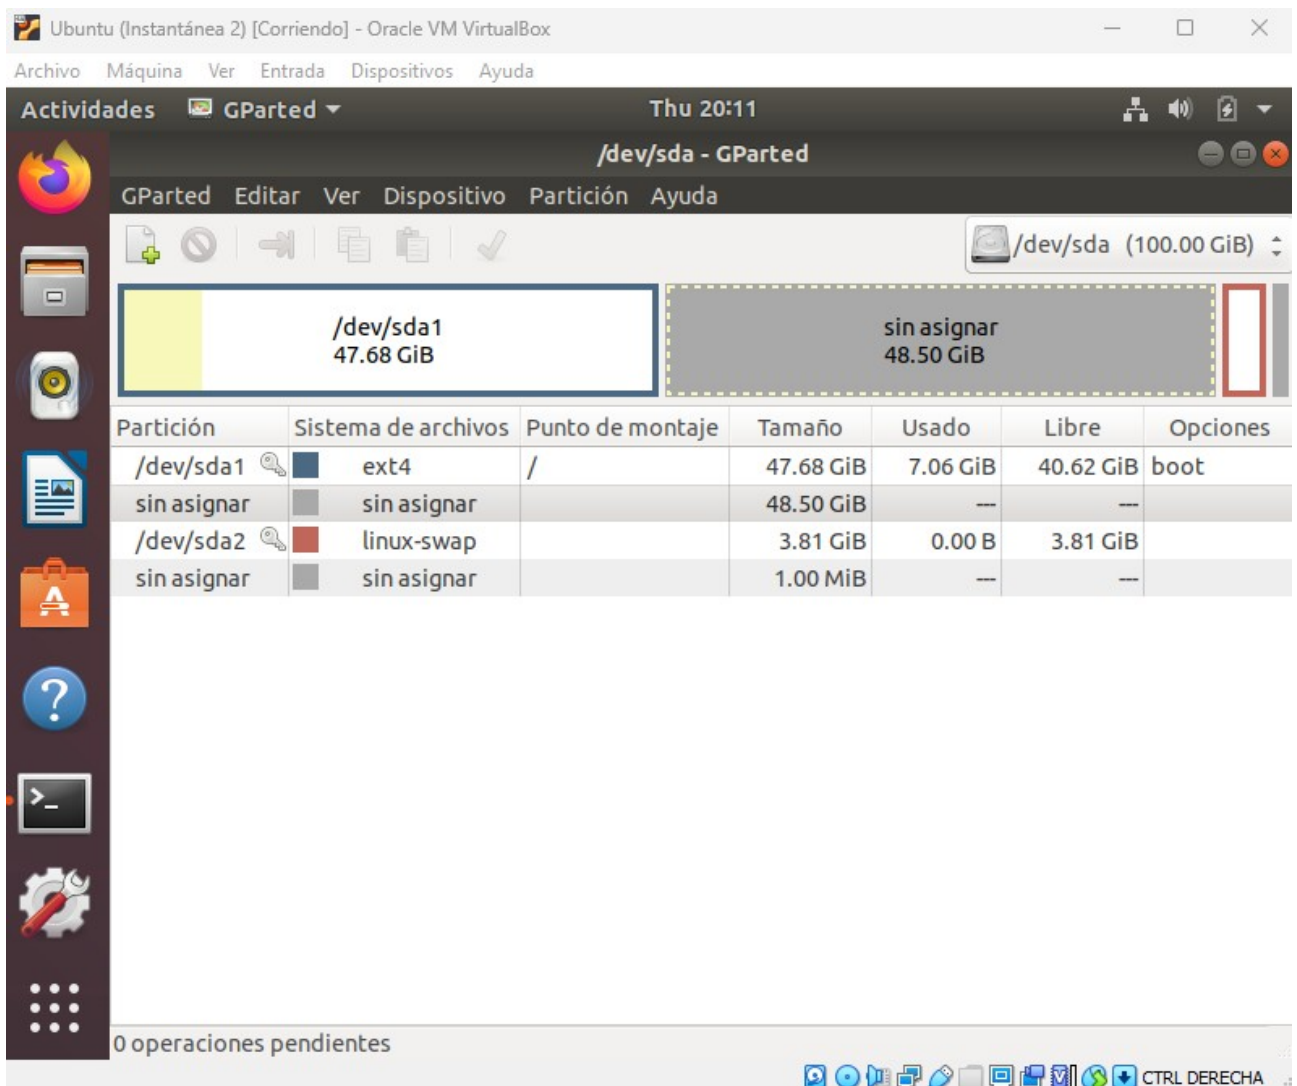 Ubuntu (Instantánea 2) [Corriendo] - Oracle VM VirtualBox
Archivo Máquina Ver Entrada Dispositivos Ayuda
Actividades GParted Thu 20:11
/dev/sda - GParted
GParted Editar Ver Dispositivo Partición Ayuda
/dev/sda (100.00 GiB)
/dev/sda1 sin asignar
47.68 GiB 48.50 GiB
Partición Sistema de archivos Punto de montaje Tamaño Usado Libre Opciones
/dev/sda1 ext4 / 47.68 GiB 7.06 GiB 40.62 GiB boot
sin asignar sin asignar 48.50 GiB --- ---
/dev/sda2 linux-swap 3.81 GiB 0.00 B 3.81 GiB
sin asignar sin asignar 1.00 MiB --- ---
0 operaciones pendientes
CTRL DERECHA